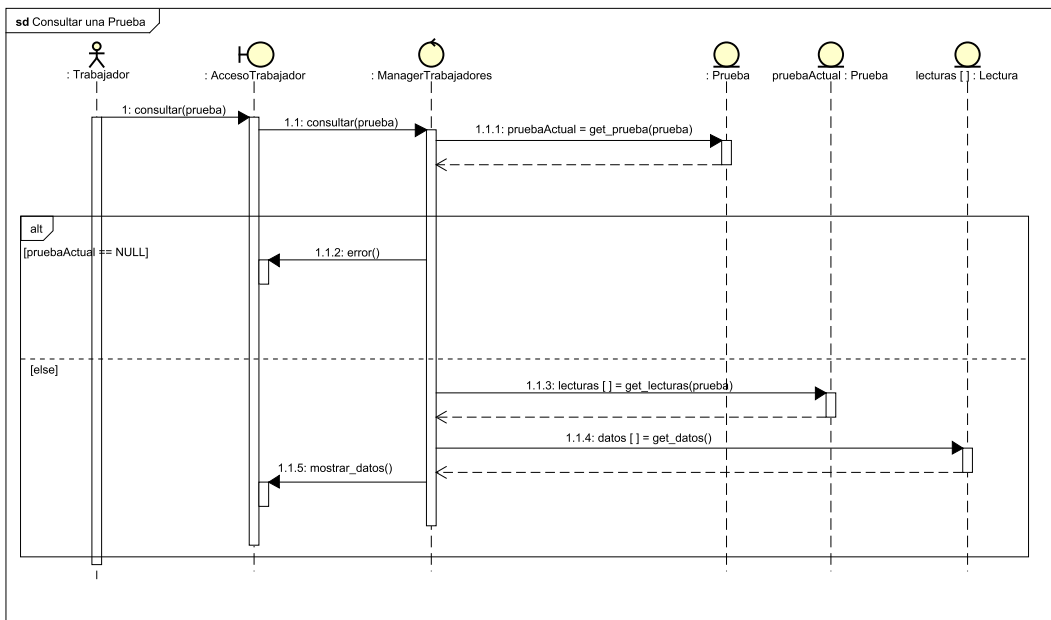 sd Consultar una Prueba
: Trabajador
: AccesoTrabajador
: ManagerTrabajadores
: Prueba
pruebaActual : Prueba
lecturas [ ] : Lectura
1: consultar(prueba)
1.1: consultar(prueba)
1.1.1: pruebaActual = get_prueba(prueba)
alt
[pruebaActual == NULL]
1.1.2: error()
[else]
1.1.3: lecturas [ ] = get_lecturas(prueba)
1.1.4: datos [ ] = get_datos()
1.1.5: mostrar_datos()